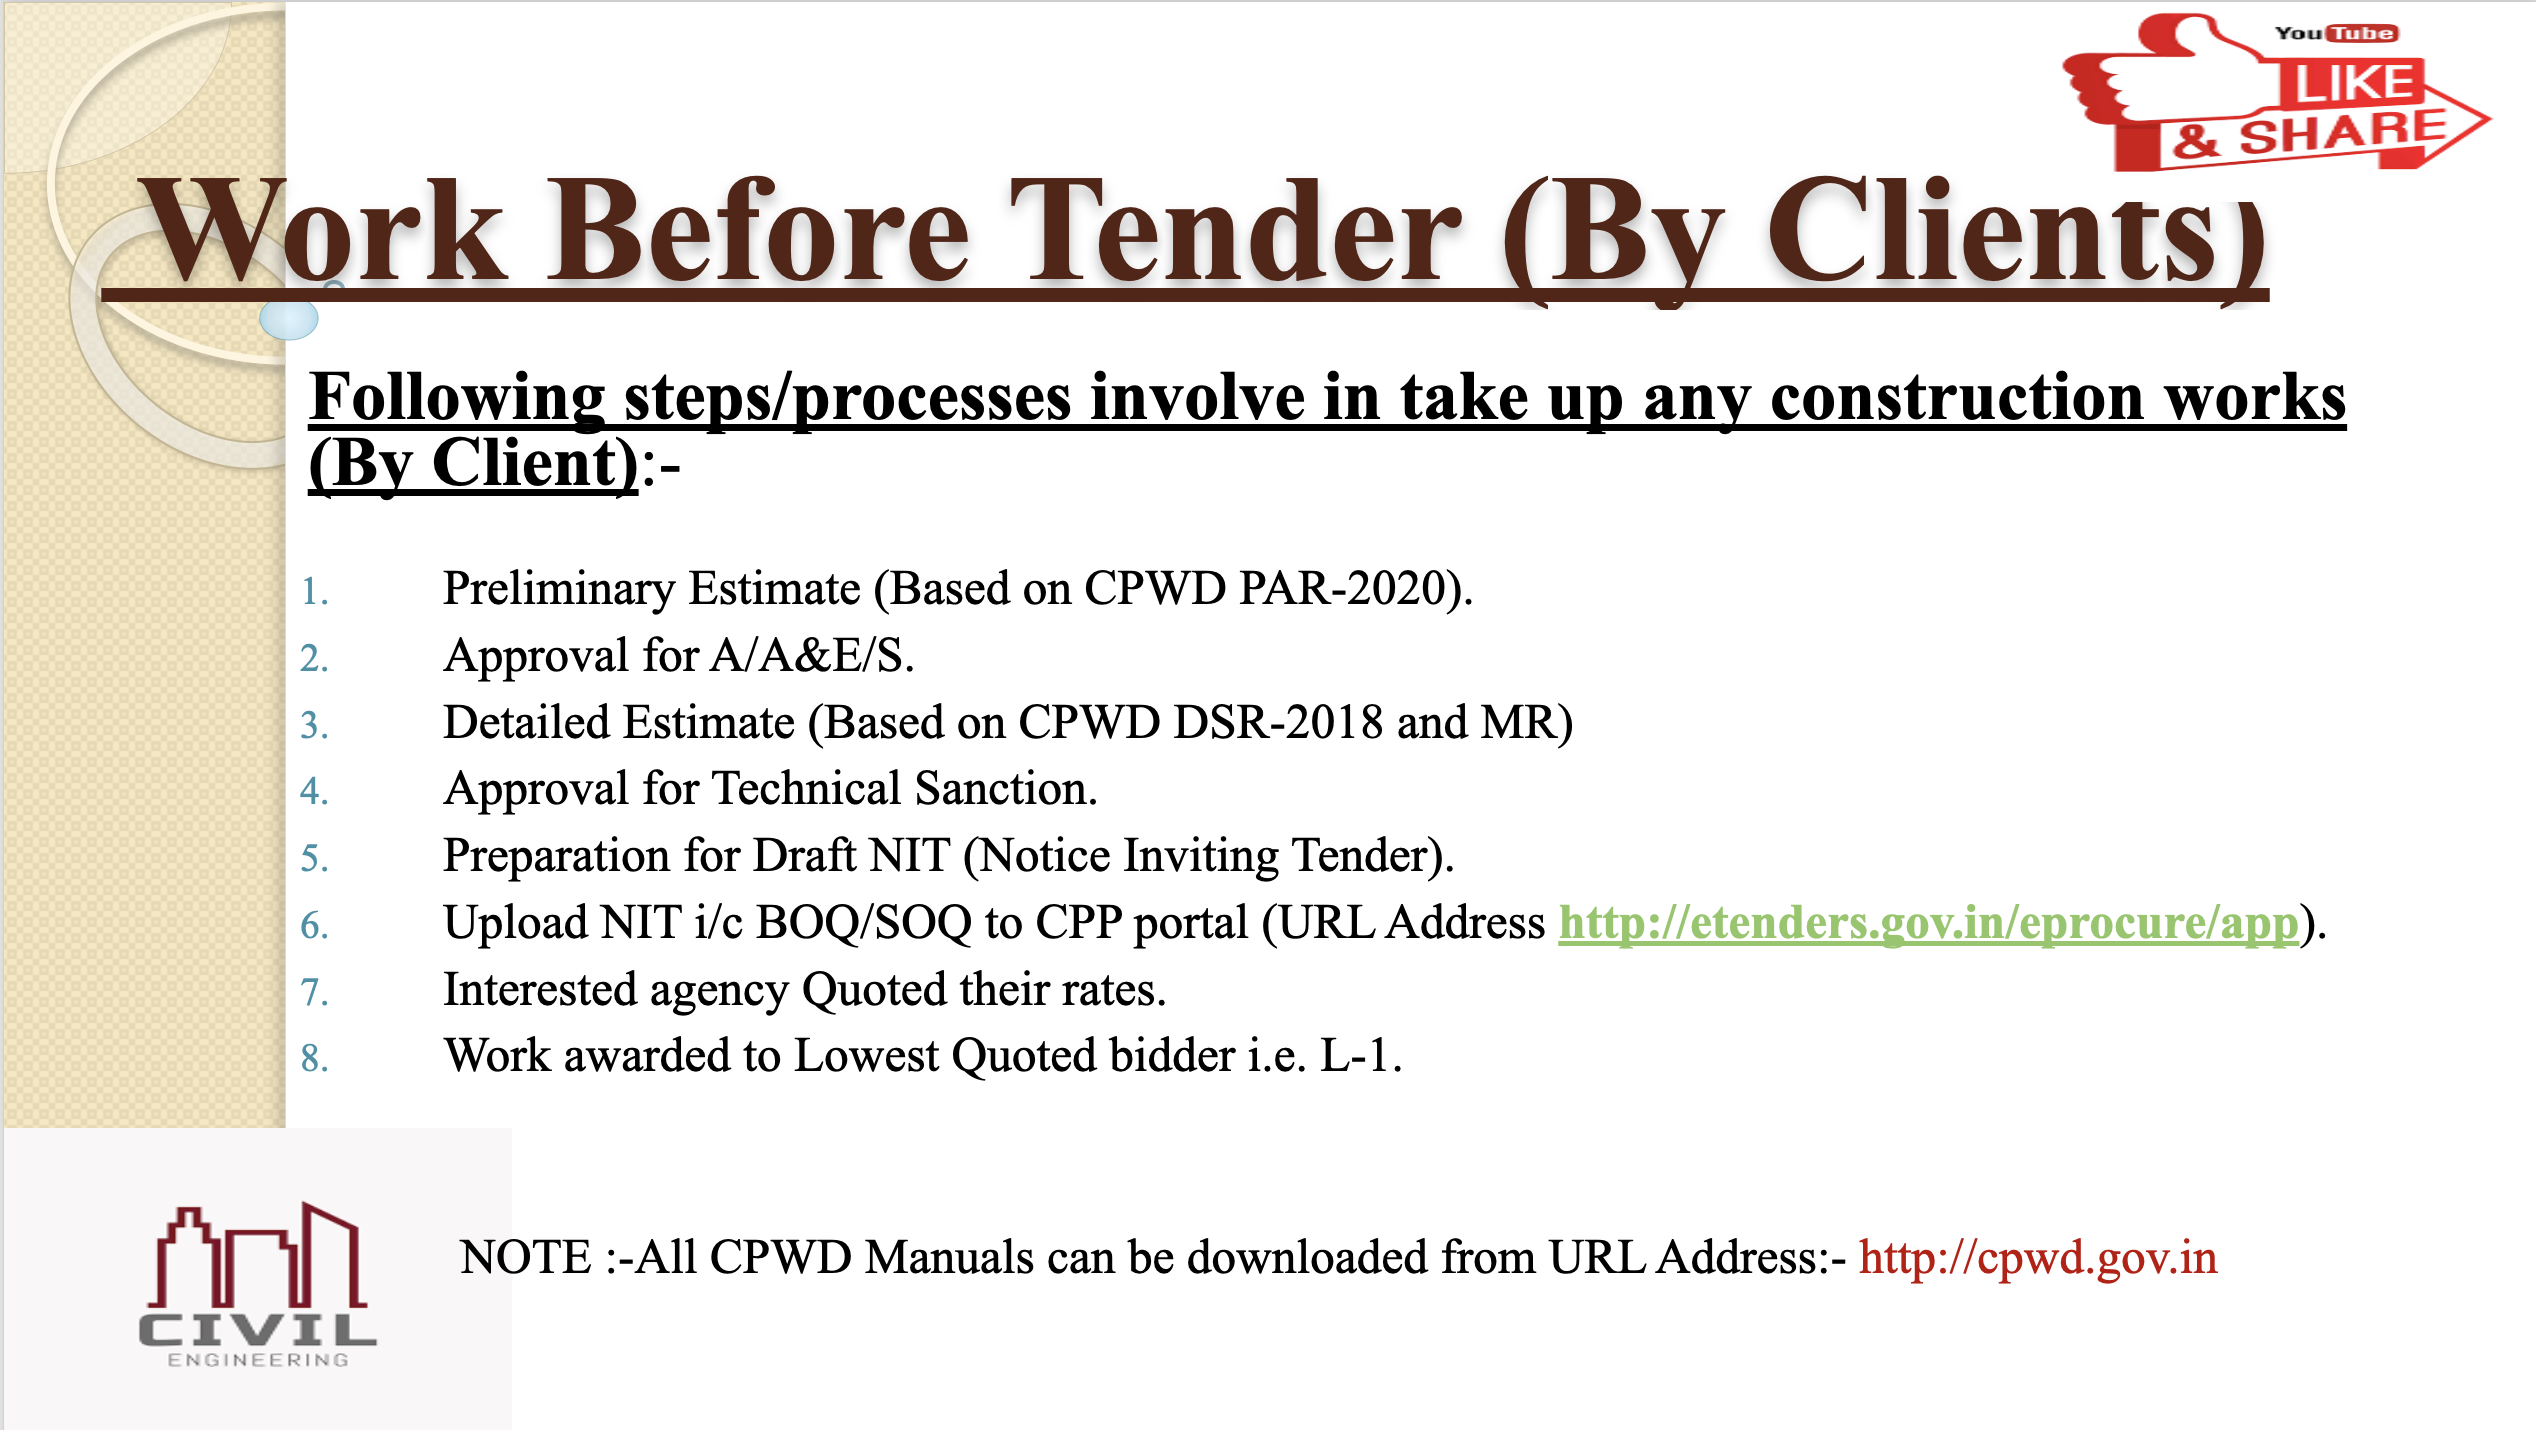 YouTube
LIKE
& SHARE
Work Before Tender (By Clients)
Following steps/processes involve in take up any construction works
(By Client):-
1. Preliminary Estimate (Based on CPWD PAR-2020).
2. Approval for A/A&E/S.
3. Detailed Estimate (Based on CPWD DSR-2018 and MR)
4. Approval for Technical Sanction.
5. Preparation for Draft NIT (Notice Inviting Tender).
6. Upload NIT i/c BOQ/SOQ to CPP portal (URL Address http://etenders.gov.in/eprocure/app).
7. Interested agency Quoted their rates.
8. Work awarded to Lowest Quoted bidder i.e. L-1.
NOTE :-All CPWD Manuals can be downloaded from URL Address:- http://cpwd.gov.in
CIVIL
ENGINEERING